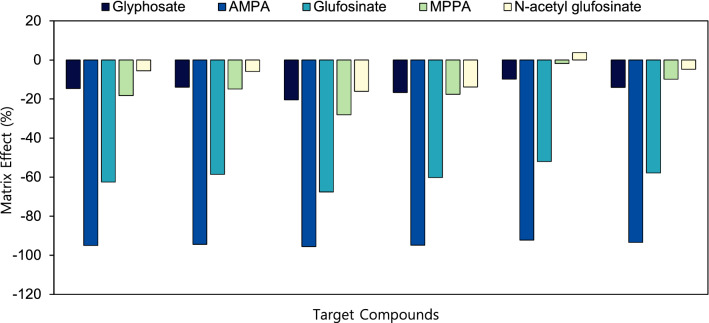 Glyphosate AMPA Glufosinate MPPA N-acetyl glufosinate
20
0
-20
-40
-60
-80
-100
-120
Matrix Effect (%)
Target Compounds